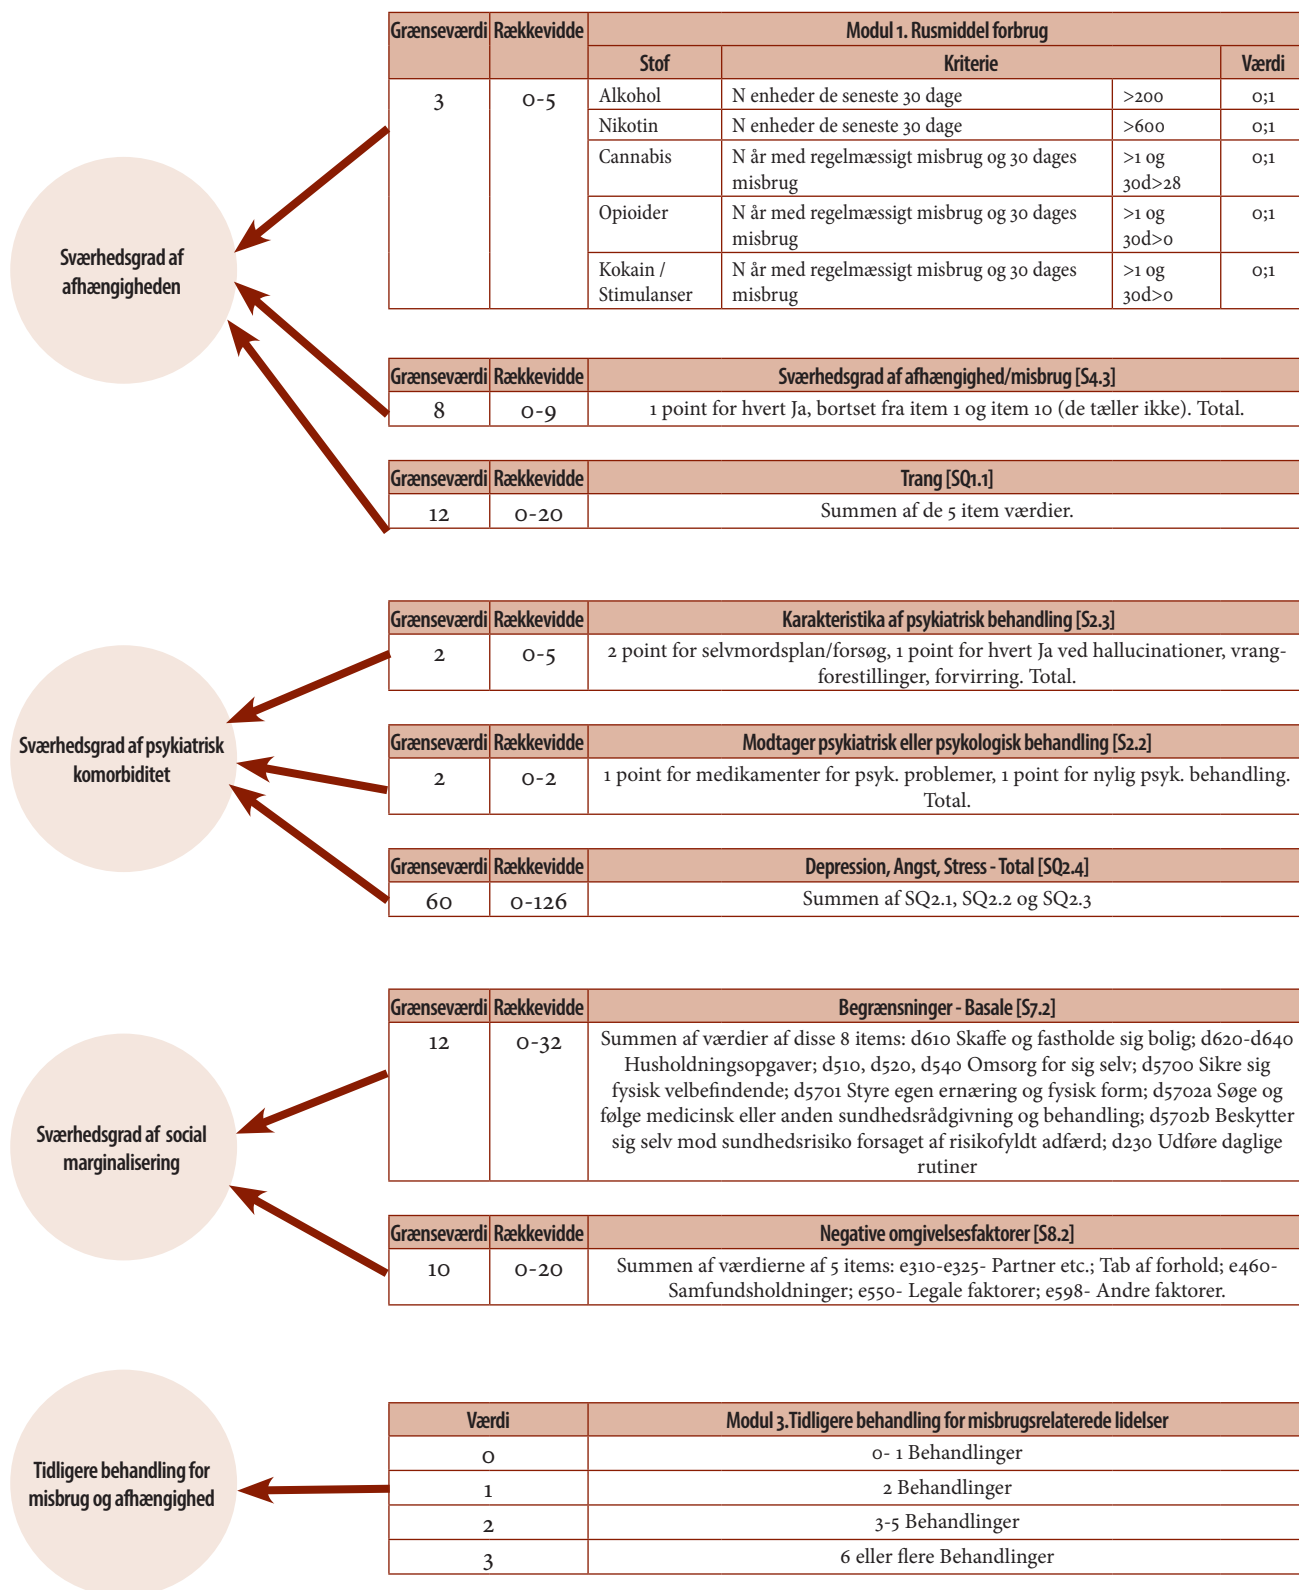 Grænseværdi Rækkevidde Modul 1. Rusmiddel forbrug
Stof Kriterie Værdi
3 0-5 Alkohol N enheder de seneste 30 dage >200 0;1
Nikotin N enheder de seneste 30 dage >600 0;1
Cannabis N år med regelmæssigt misbrug og 30 dages >1 og 0;1
misbrug 30d>28
Opioider N år med regelmæssigt misbrug og 30 dages >1 og 0;1
misbrug 30d>0
Kokain / N år med regelmæssigt misbrug og 30 dages >1 og 0;1
Stimulanser misbrug 30d>0
Sværhedsgrad af
afhængigheden
Grænseværdi Rækkevidde Sværhedsgrad af afhængighed/misbrug [S4.3]
8 0-9 1 point for hvert Ja, bortset fra item 1 og item 10 (de tæller ikke). Total.
Grænseværdi Rækkevidde Trang [SQ1.1]
12 0-20 Summen af de 5 item værdier.
Grænseværdi Rækkevidde Karakteristika af psykiatrisk behandling [S2.3]
2 0-5 2 point for selvmordsplan/forsøg, 1 point for hvert Ja ved hallucinationer, vrang-
forestillinger, forvirring. Total.
Sværhedsgrad af psykiatrisk
komorbiditet
Grænseværdi Rækkevidde Modtager psykiatrisk eller psykologisk behandling [S2.2]
2 0-2 1 point for medikamenter for psyk. problemer, 1 point for nylig psyk. behandling.
Total.
Grænseværdi Rækkevidde Depression, Angst, Stress - Total [SQ2.4]
60 0-126 Summen af SQ2.1, SQ2.2 og SQ2.3
Grænseværdi Rækkevidde Begrænsninger - Basale [S7.2]
12 0-32 Summen af værdier af disse 8 items: d610 Skaffe og fastholde sig bolig; d620-d640
Husholdningsopgaver; d510, d520, d540 Omsorg for sig selv; d5700 Sikre sig
fysisk velbefindende; d5701 Styre egen ernæring og fysisk form; d5702a Søge og
følge medicinsk eller anden sundhedsrådgivning og behandling; d5702b Beskytter
sig selv mod sundhedsrisiko forsaget af risikofyldt adfærd; d230 Udføre daglige
rutiner
Sværhedsgrad af social
marginalisering
Grænseværdi Rækkevidde Negative omgivelsesfaktorer [S8.2]
10 0-20 Summen af værdierne af 5 items: e310-e325- Partner etc.; Tab af forhold; e460-
Samfundsholdninger; e550- Legale faktorer; e598- Andre faktorer.
Tidligere behandling for
misbrug og afhængighed
Værdi Modul 3.Tidligere behandling for misbrugsrelaterede lidelser
0 0- 1 Behandlinger
1 2 Behandlinger
2 3-5 Behandlinger
3 6 eller flere Behandlinger